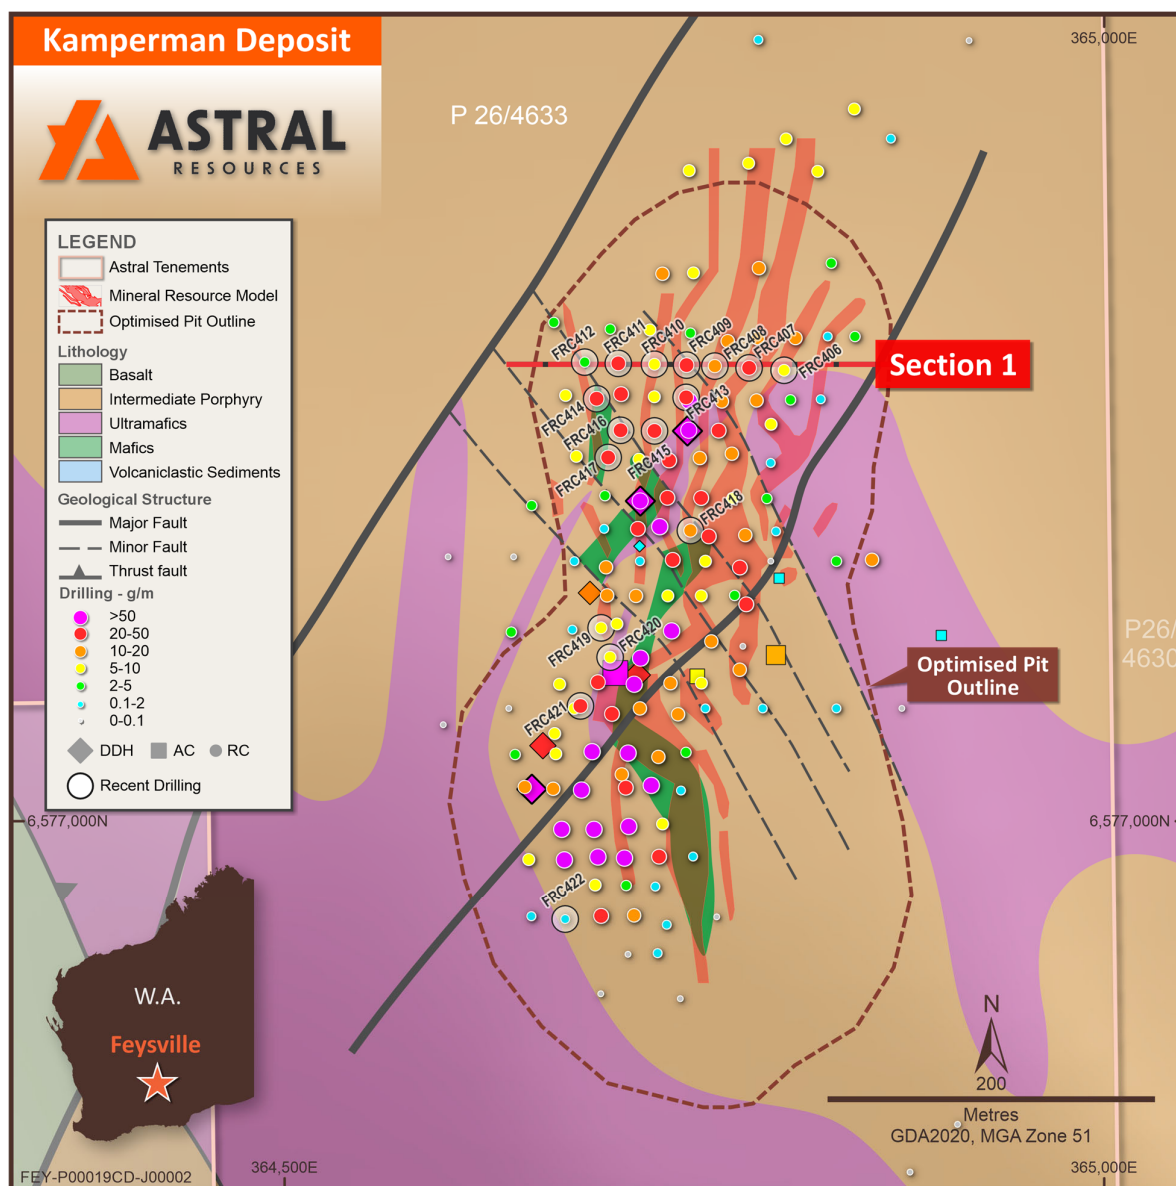 Kamperman Deposit
ASTRAL
RESOURCES
P 26/4633
365,000E
LEGEND
Astral Tenements
Mineral Resource Model
Optimised Pit Outline
Lithology
Basalt
Intermediate Porphyry
Ultramafics
Mafics
Volcaniclastic Sediments
Geological Structure
Major Fault
Minor Fault
Thrust fault
Drilling - g/m
>50
20-50
10-20
5-10
2-5
0.1-2
0-0.1
DDH
AC
RC
Recent Drilling
FRC412
FRC411
FRC410
FRC409
FRC408
FRC407
FRC406
Section 1
FRC414
FRC413
FRC416
FRC417
FRC415
FRC418
FRC419
FRC420
P26/
4630
Optimised Pit
Outline
FRC421
6,577,000N
6,577,000N
FRC422
W.A.
Feysville
N
200
Metres
GDA2020, MGA Zone 51
FEY-P00019CD-J00002
364,500E
365,000E